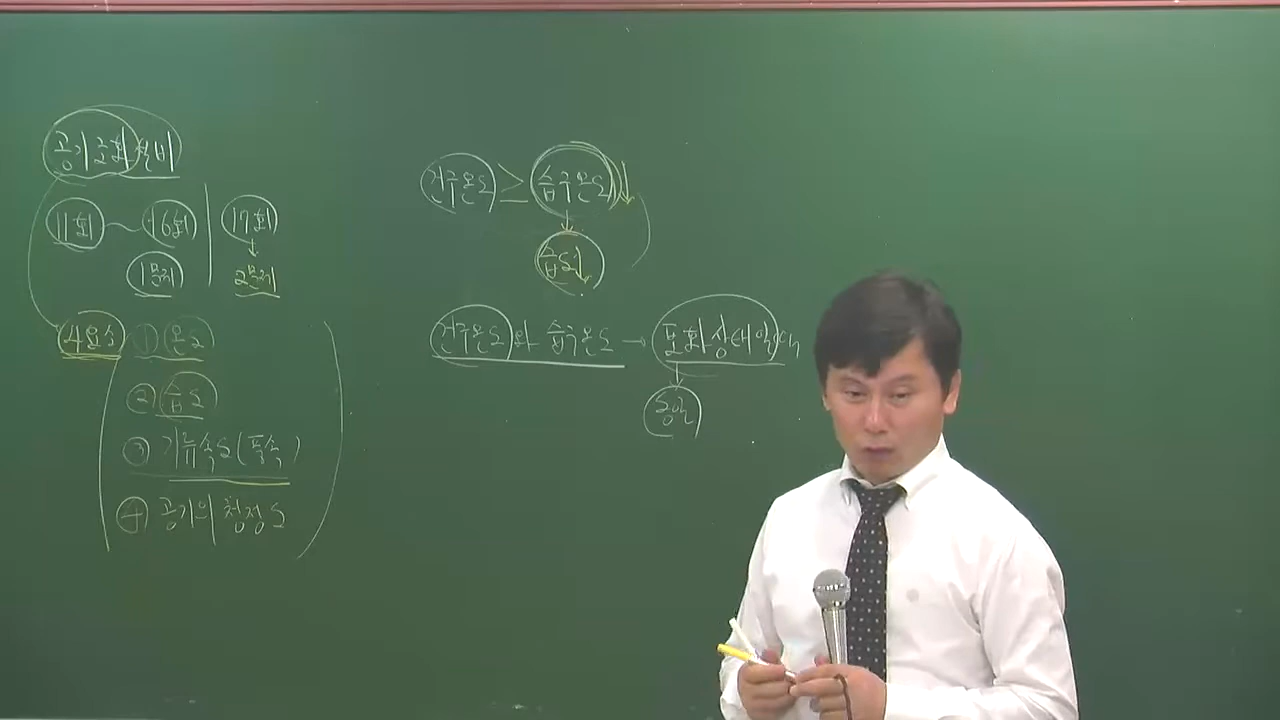 공기조화설비
11회 ~ 16회 | 17회
1문제 2문제
4요소 ① 온도
② 습도
③ 기류속도(풍속)
④ 공기의 청정도
건구온도 ≥ 습구온도 ↓
↓
습도 ↓
건구온도와 습구온도 → 포화상태일 때
↓
동일